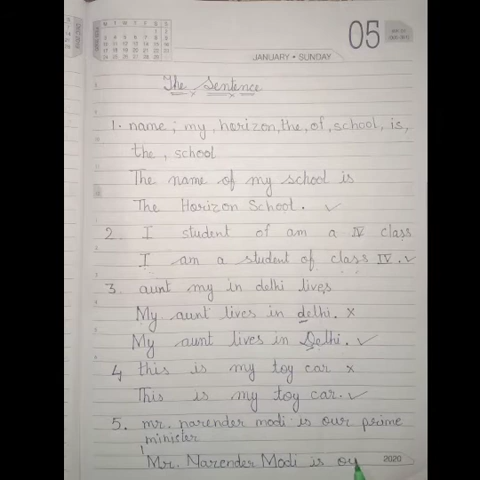 05
JANUARY • SUNDAY
The Sentence
1. name, my, horizon, the, of, school, is,
the, school
The name of my school is
The Horizon School. ✓
2. I student of am a IV class
I am a student of class IV. ✓
3. aunt my in delhi lives
My aunt lives in delhi. ×
My aunt lives in Delhi. ✓
4. this is my toy car ×
This is my toy car. ✓
5. mr. narender modi is our prime
minister
Mr. Narender Modi is ou
2020